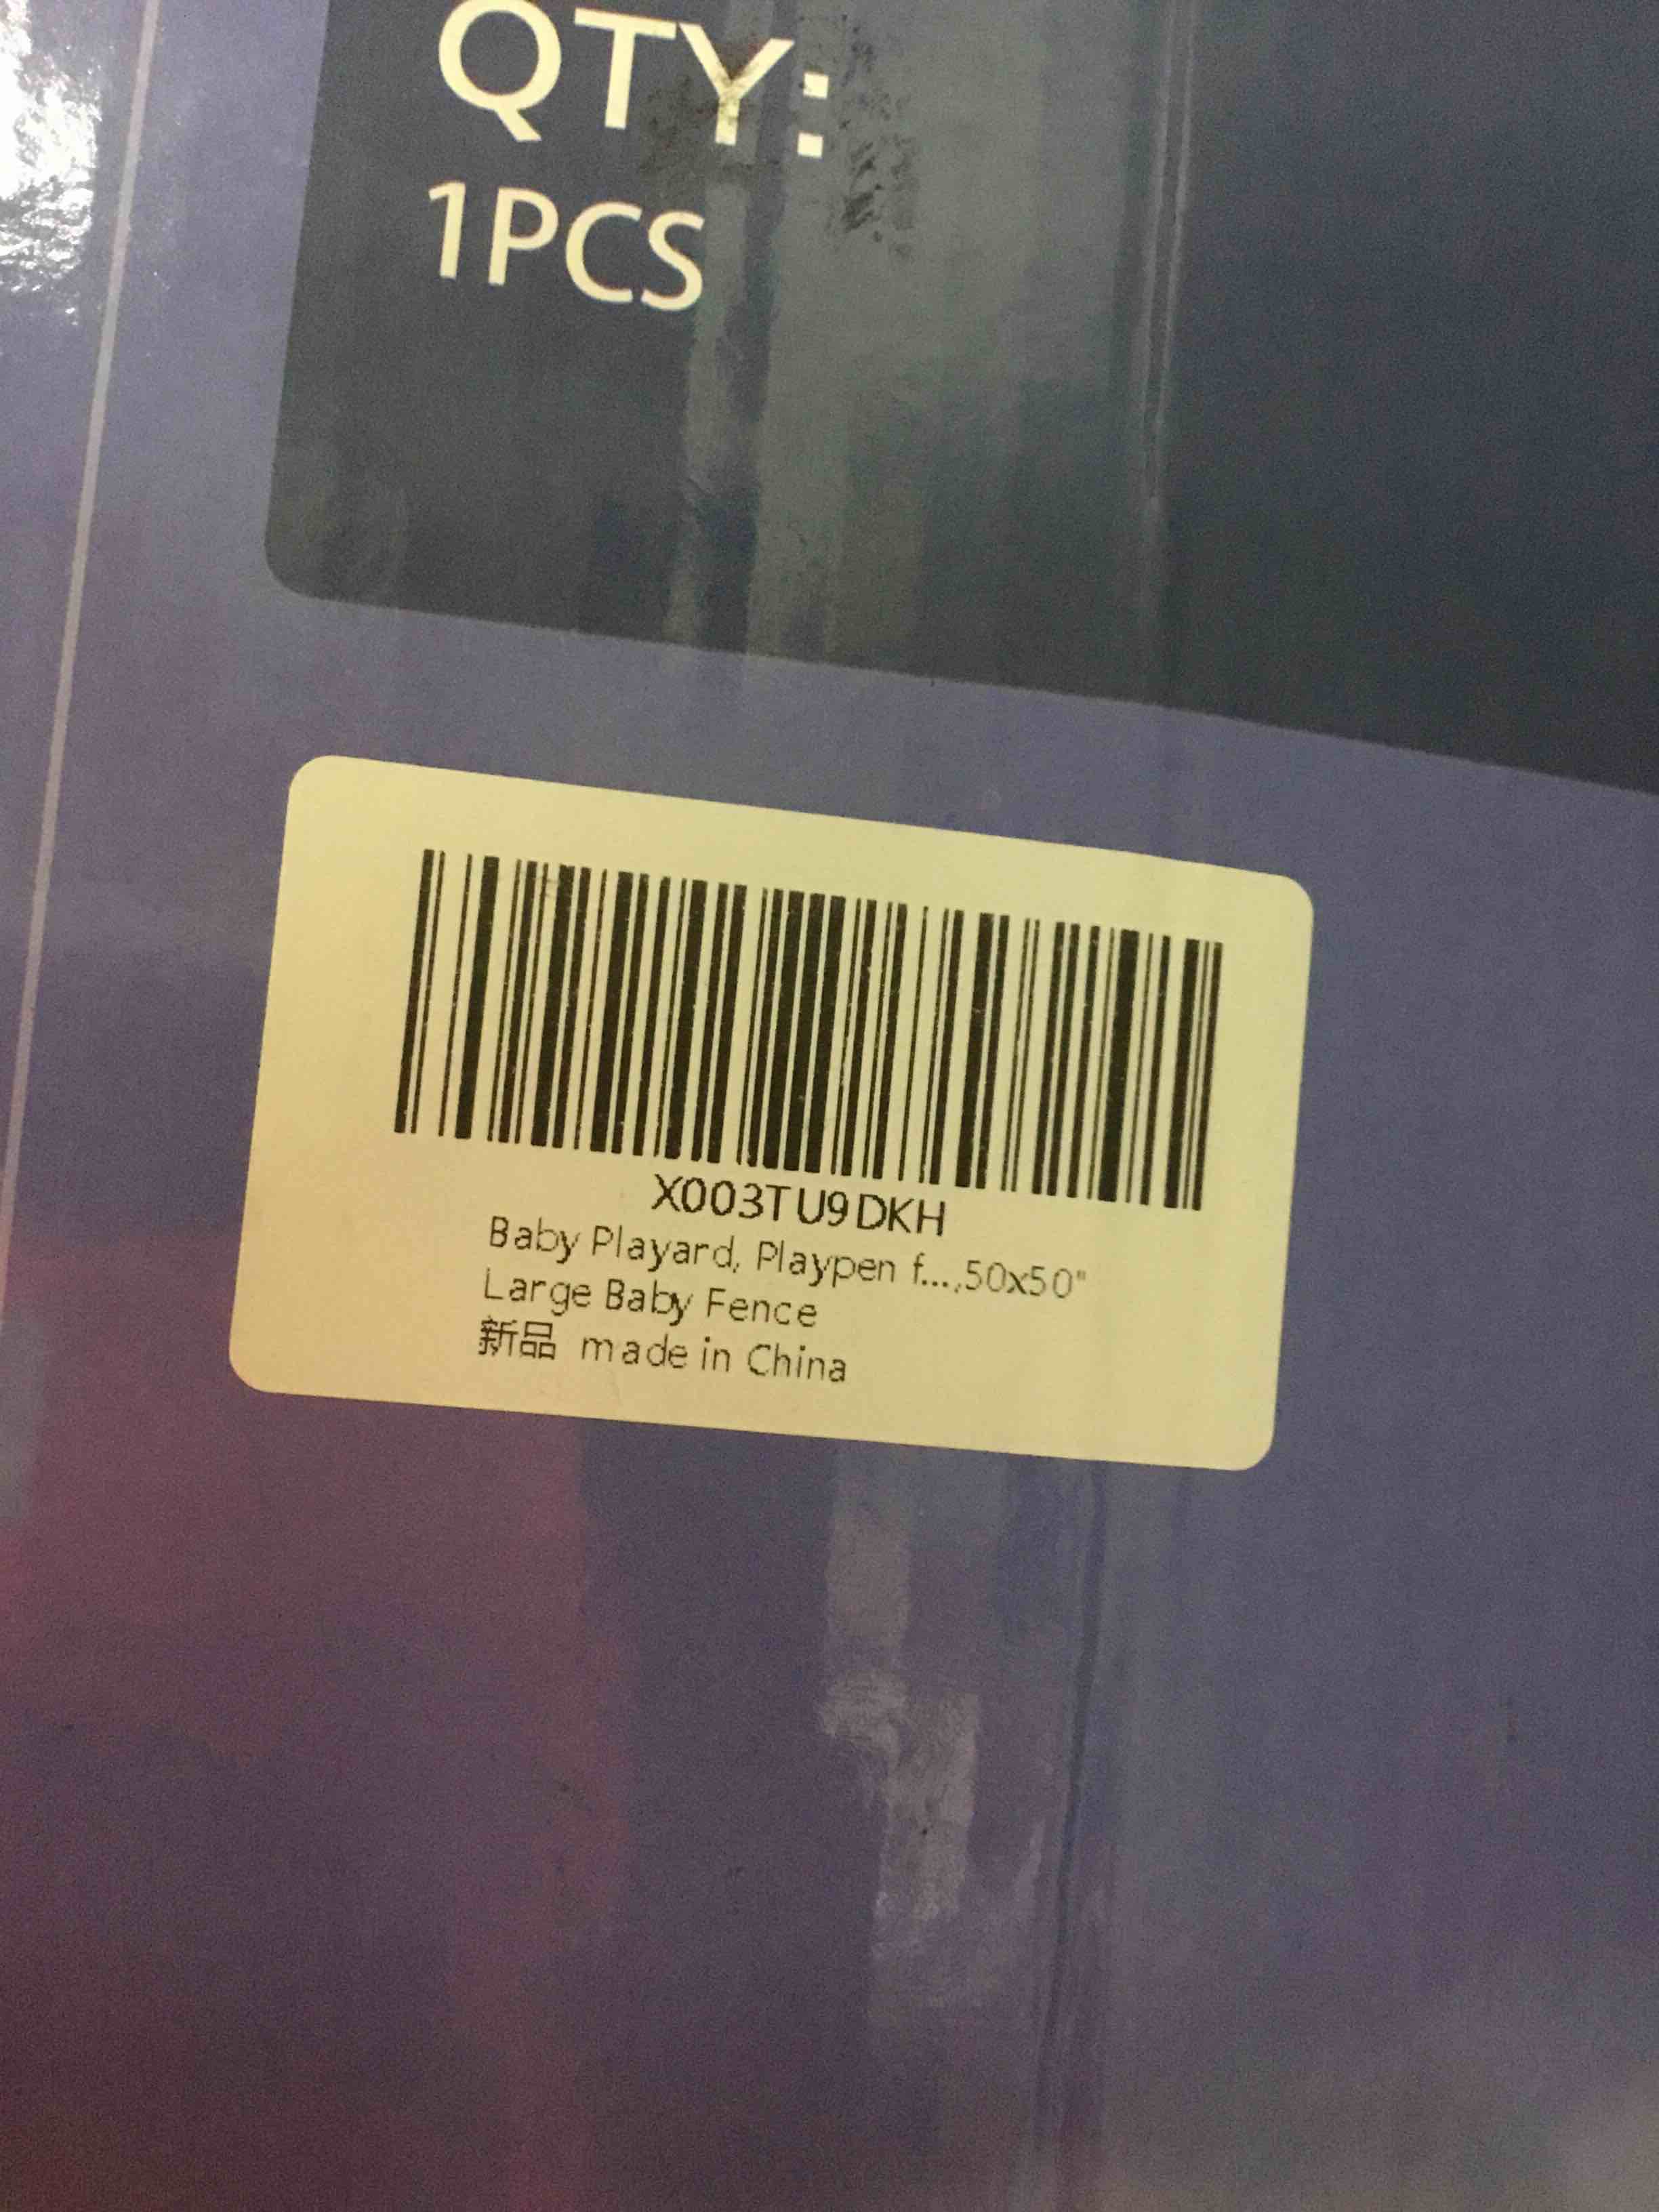 QTY:
1PCS
X003TU9DKH
Baby Playard, Playpen f...,50x50"
Large Baby Fence
新品 made in China